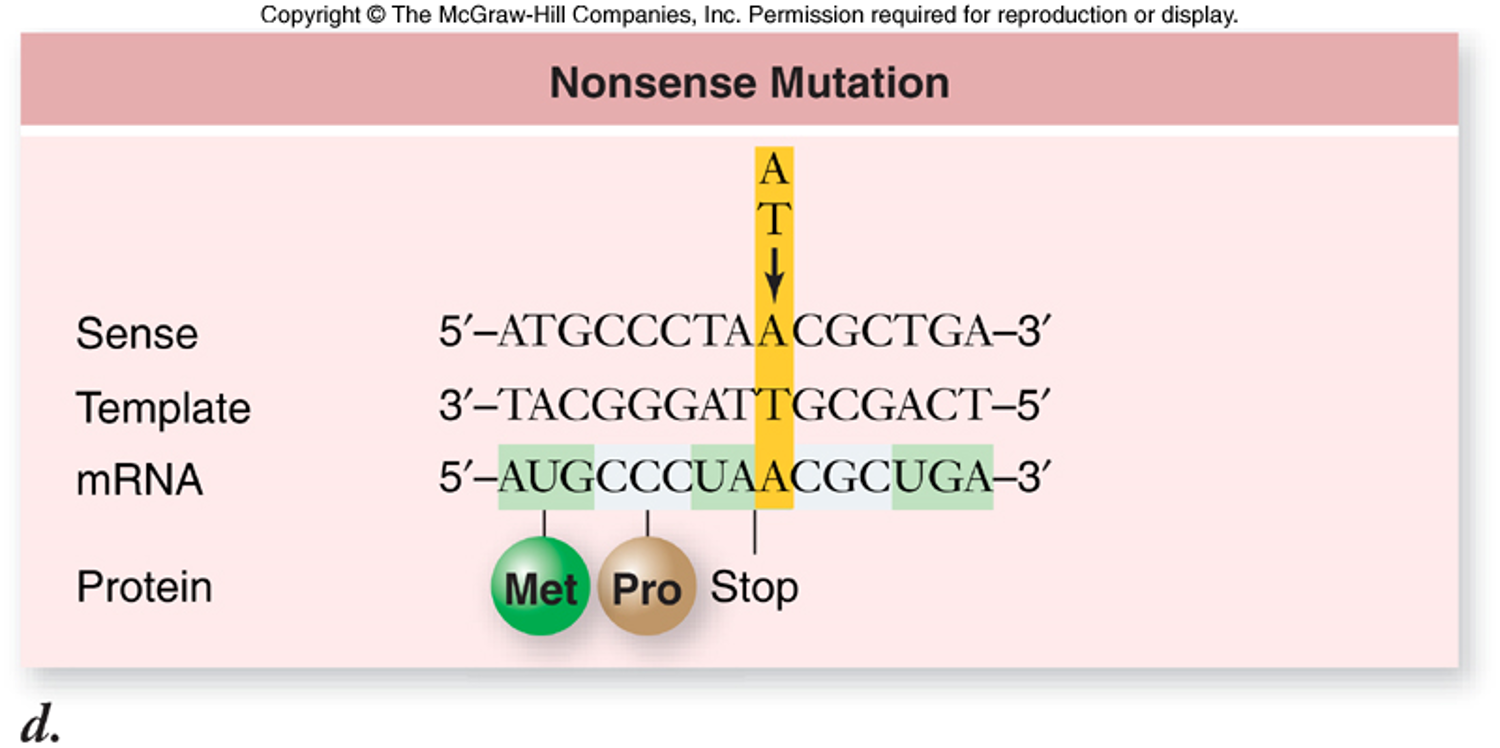 Copyright © The McGraw-Hill Companies, Inc. Permission required for reproduction or display.
Nonsense Mutation
A
T
Sense 5′–ATGCCCTAACGCTGA–3′
Template 3′–TACGGGATTGCGACT–5′
mRNA 5′–AUGCCCUAACGCUGA–3′
Protein Met Pro Stop
d.